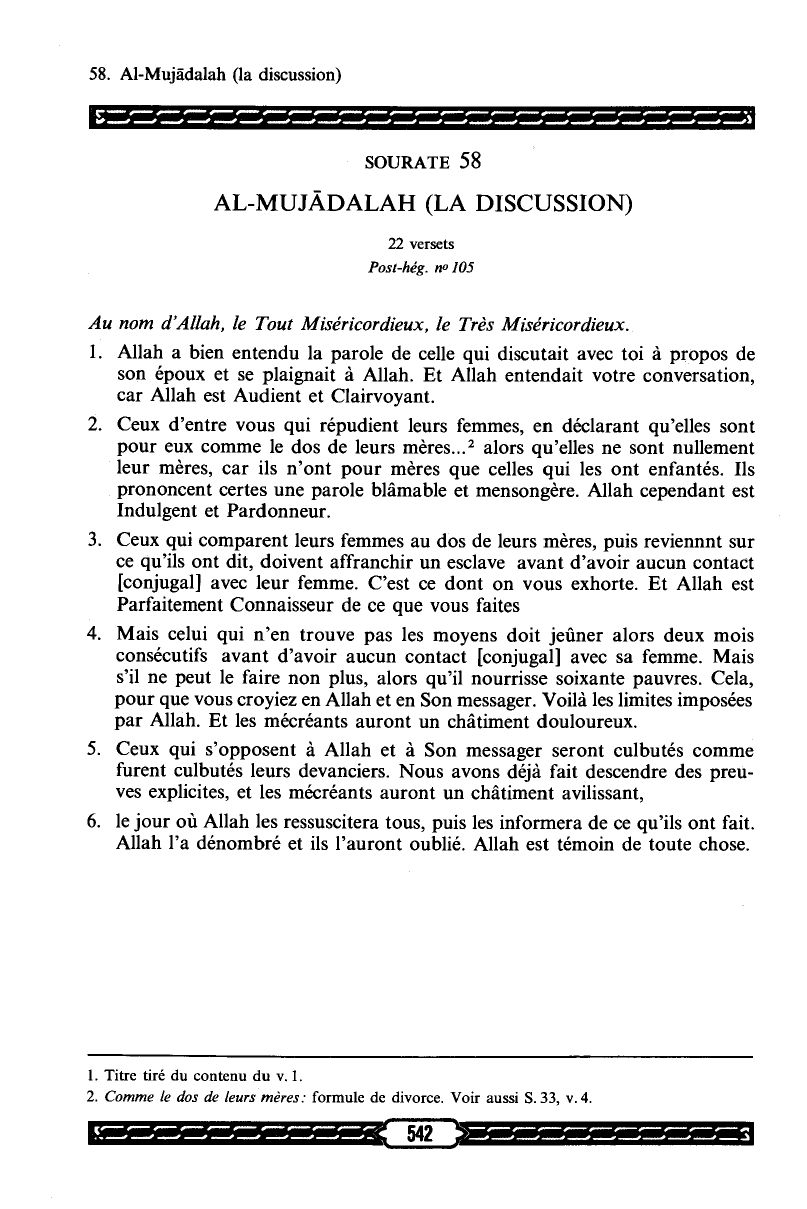 58. Al-Mujādalah (la discussion)
SOURATE 58
AL-MUJĀDALAH (LA DISCUSSION)
22 versets
Post-hég. nº 105
Au nom d'Allah, le Tout Miséricordieux, le Très Miséricordieux.
1. Allah a bien entendu la parole de celle qui discutait avec toi à propos de
son époux et se plaignait à Allah. Et Allah entendait votre conversation,
car Allah est Audient et Clairvoyant.
2. Ceux d'entre vous qui répudient leurs femmes, en déclarant qu'elles sont
pour eux comme le dos de leurs mères...² alors qu'elles ne sont nullement
leur mères, car ils n'ont pour mères que celles qui les ont enfantés. Ils
prononcent certes une parole blâmable et mensongère. Allah cependant est
Indulgent et Pardonneur.
3. Ceux qui comparent leurs femmes au dos de leurs mères, puis reviennnt sur
ce qu'ils ont dit, doivent affranchir un esclave avant d'avoir aucun contact
[conjugal] avec leur femme. C'est ce dont on vous exhorte. Et Allah est
Parfaitement Connaisseur de ce que vous faites
4. Mais celui qui n'en trouve pas les moyens doit jeûner alors deux mois
consécutifs avant d'avoir aucun contact [conjugal] avec sa femme. Mais
s'il ne peut le faire non plus, alors qu'il nourrisse soixante pauvres. Cela,
pour que vous croyiez en Allah et en Son messager. Voilà les limites imposées
par Allah. Et les mécréants auront un châtiment douloureux.
5. Ceux qui s'opposent à Allah et à Son messager seront culbutés comme
furent culbutés leurs devanciers. Nous avons déjà fait descendre des preu-
ves explicites, et les mécréants auront un châtiment avilissant,
6. le jour où Allah les ressuscitera tous, puis les informera de ce qu'ils ont fait.
Allah l'a dénombré et ils l'auront oublié. Allah est témoin de toute chose.
1. Titre tiré du contenu du v. 1.
2. Comme le dos de leurs mères: formule de divorce. Voir aussi S. 33, v. 4.
542